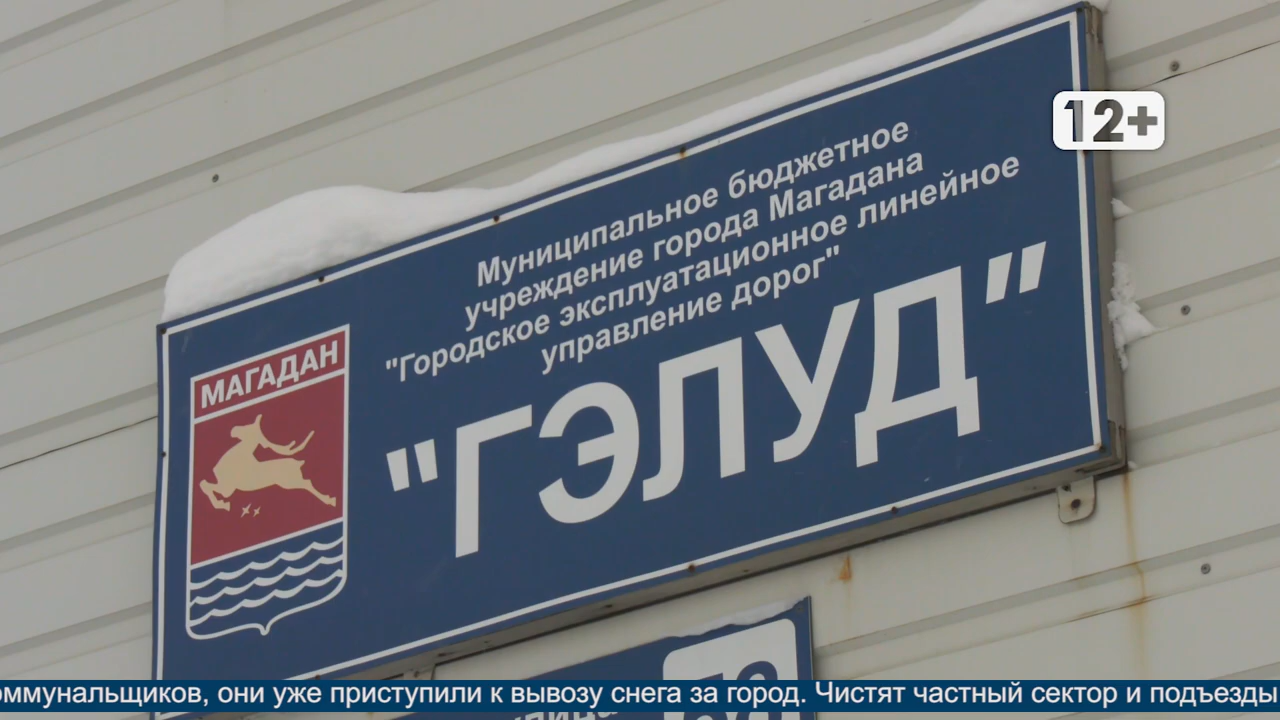 12+
Муниципальное бюджетное
учреждение города Магадана
"Городское эксплуатационное линейное
управление дорог"
МАГАДАН
"ГЭЛУД"
оммунальщиков, они уже приступили к вывозу снега за город. Чистят частный сектор и подъезды